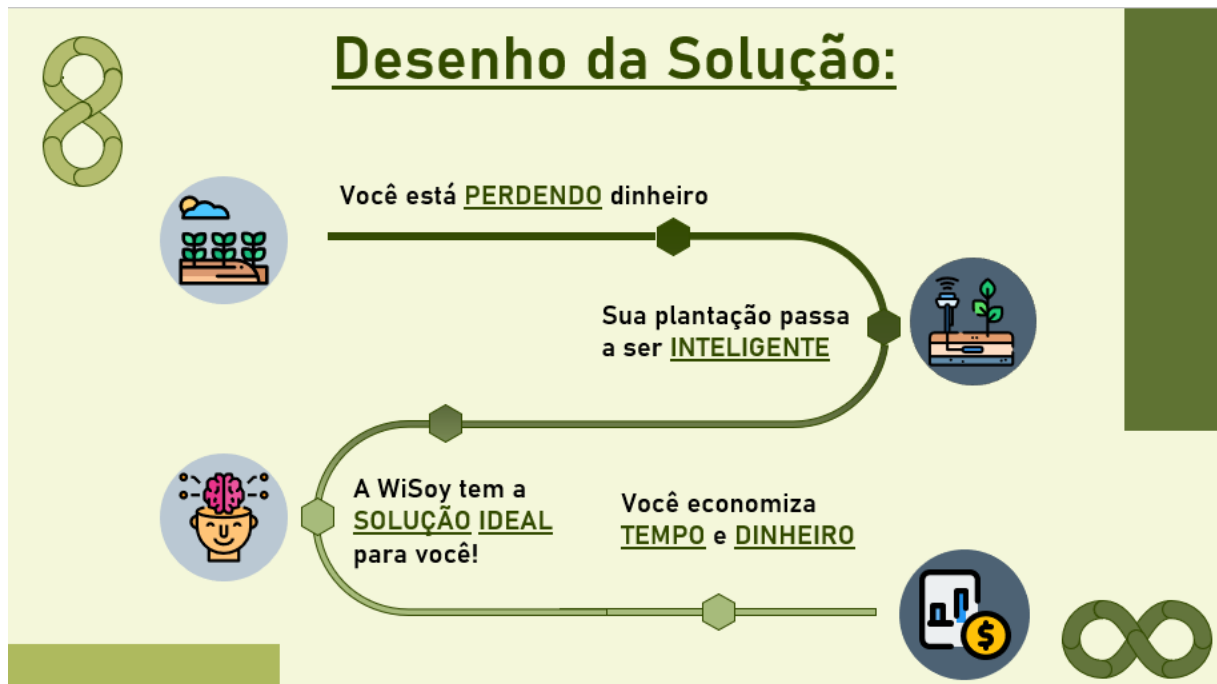 Desenho da Solução:
Você está PERDENDO dinheiro
Sua plantação passa
a ser INTELIGENTE
A WiSoy tem a
SOLUÇÃO IDEAL
para você!
Você economiza
TEMPO e DINHEIRO
$